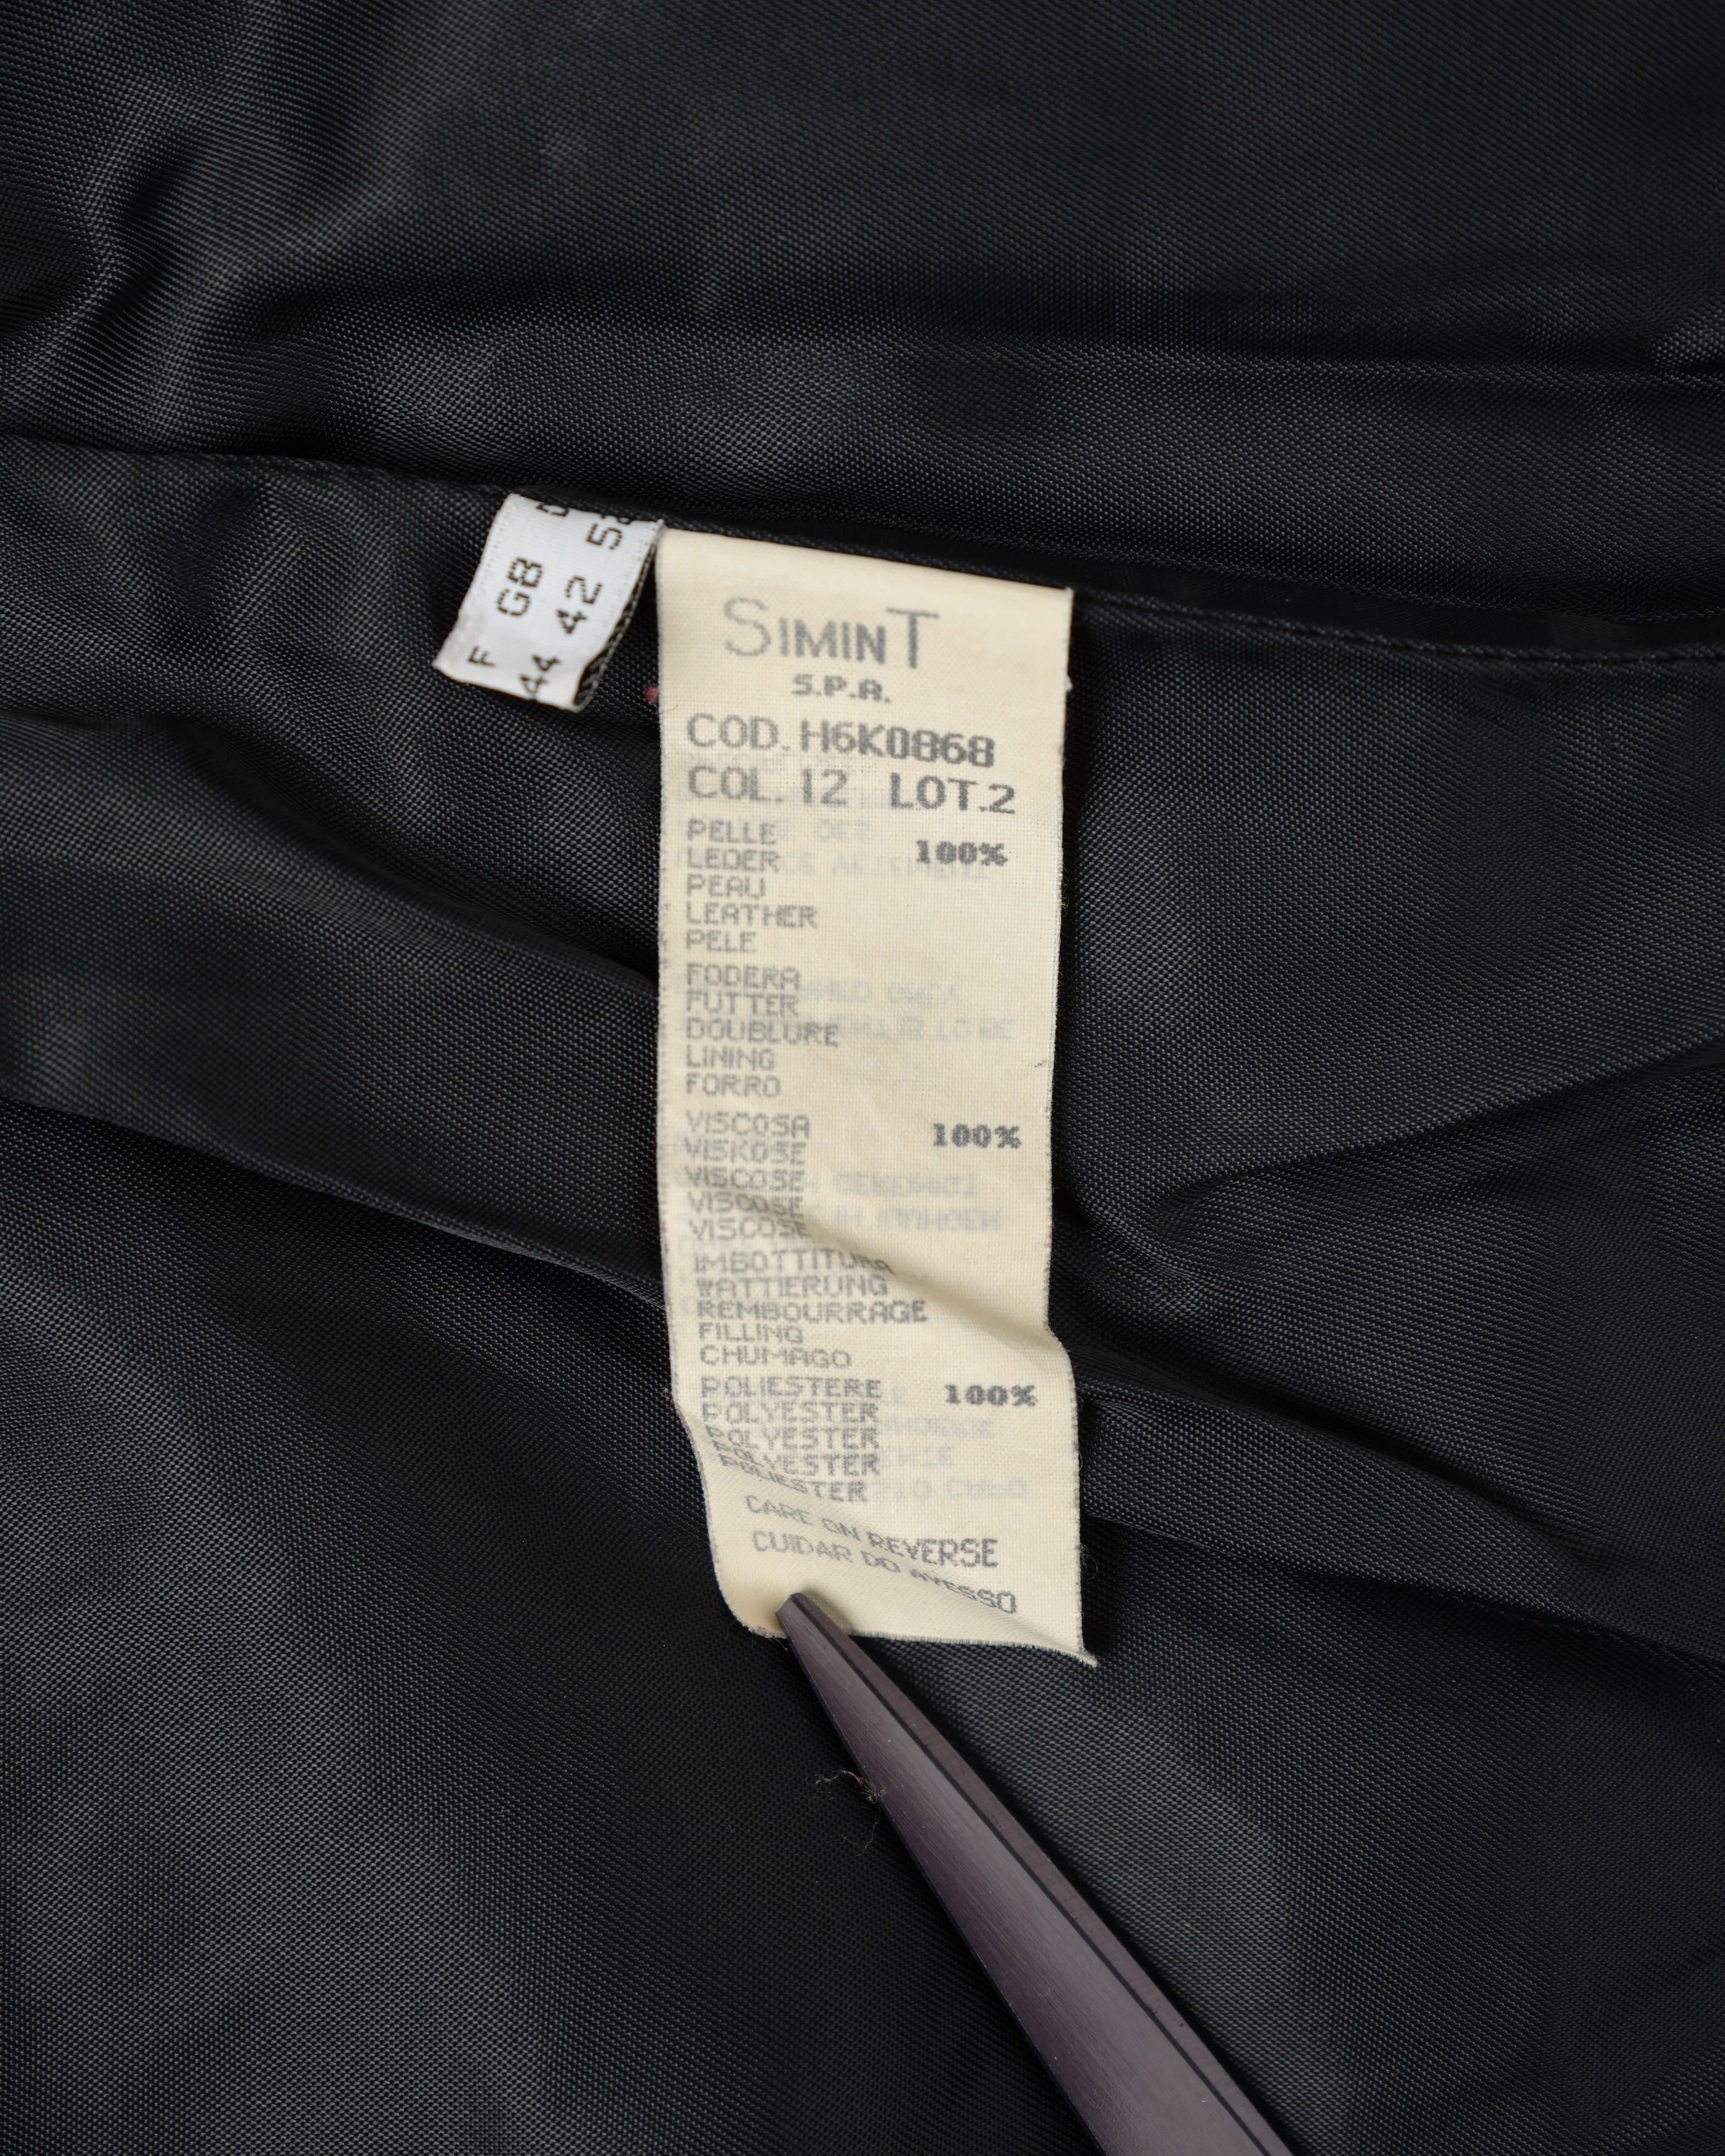 F GB
44 42
SIMINT
S.P.A.
COD. H6K0868
COL. 12 LOT. 2
PELLE 100%
LEDER
PEAU
LEATHER
PELE
FODERA
FUTTER
DOUBLURE
LINING
FORRO
VISCOSA 100%
VISKOSE
VISCOSE
VISCOSE
VISCOSE
IMBOTTITURA
WATTIERUNG
REMBOURRAGE
FILLING
CHUMAGO
POLIESTERE 100%
POLYESTER
POLYESTER
POLYESTER
POLIESTER
CARE ON REVERSE
CUIDAR DO AVESSO